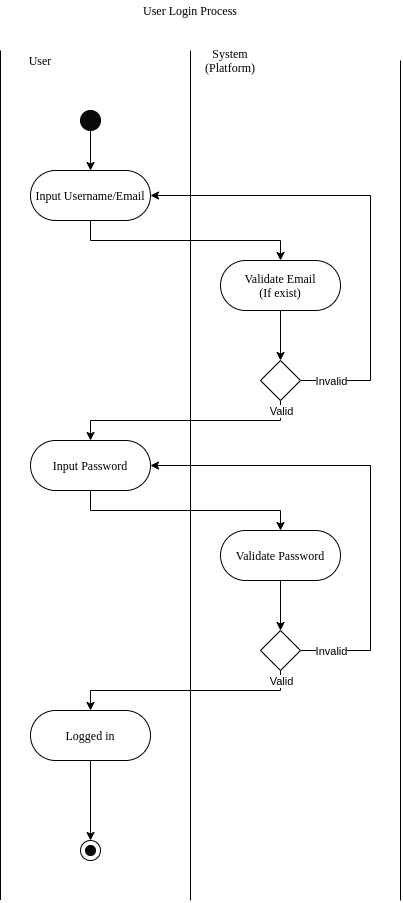 User Login Process
User
System
(Platform)
Input Username/Email
Validate Email
(If exist)
Invalid
Valid
Input Password
Validate Password
Invalid
Valid
Logged in